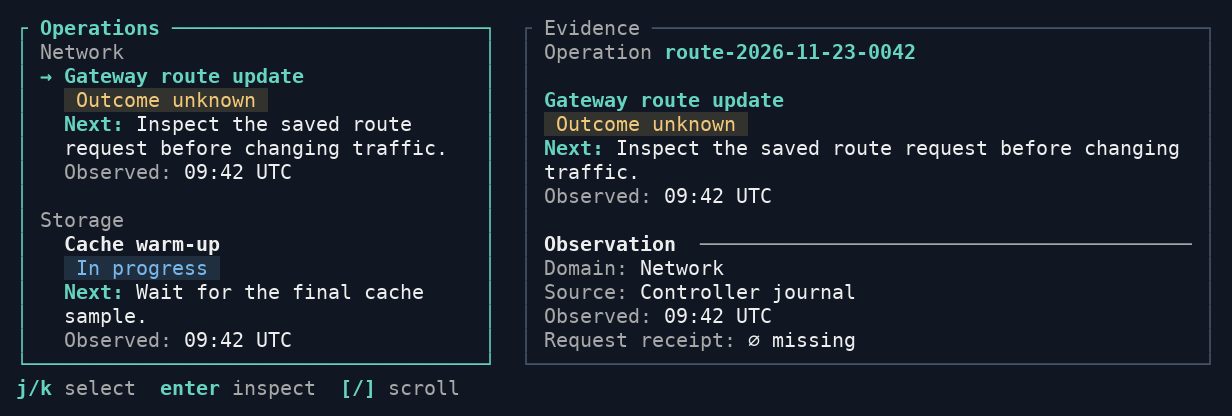 Operations
Network
→ Gateway route update
Outcome unknown
Next: Inspect the saved route
request before changing traffic.
Observed: 09:42 UTC
Storage
Cache warm-up
In progress
Next: Wait for the final cache
sample.
Observed: 09:42 UTC
Evidence
Operation route-2026-11-23-0042
Gateway route update
Outcome unknown
Next: Inspect the saved route request before changing
traffic.
Observed: 09:42 UTC
Observation
Domain: Network
Source: Controller journal
Observed: 09:42 UTC
Request receipt: ∅ missing
j/k select  enter inspect  [/] scroll